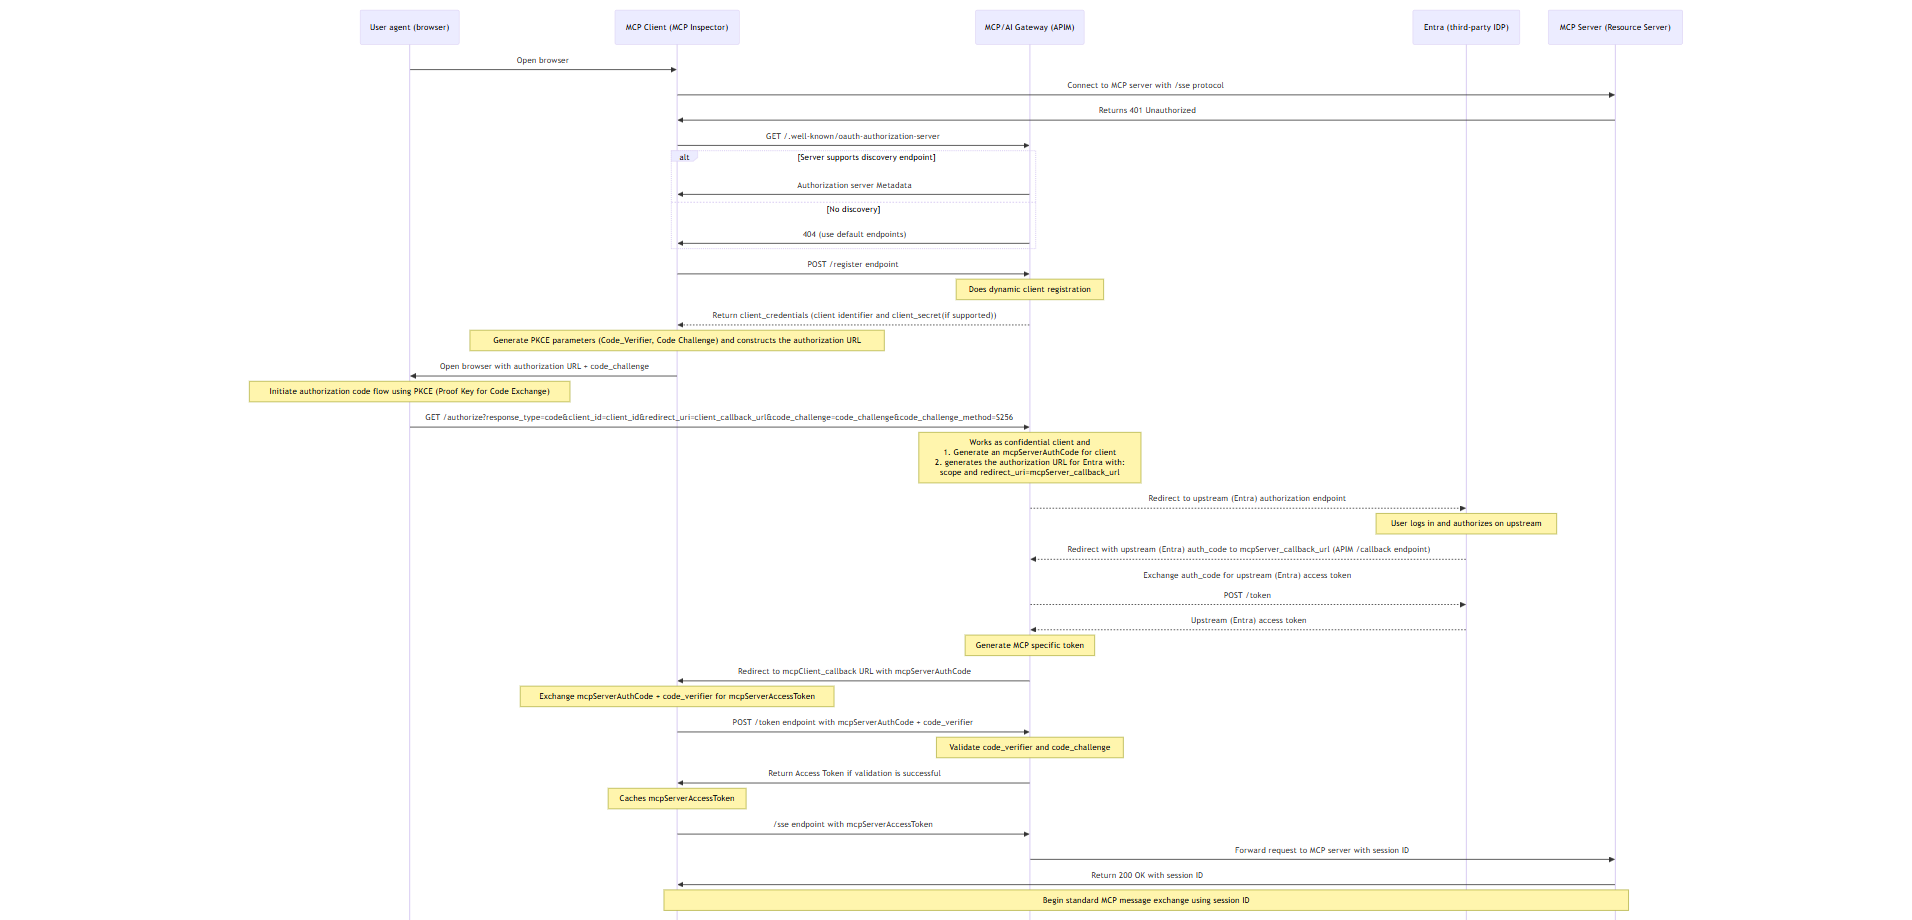 User agent (browser)
MCP Client (MCP Inspector)
MCP/AI Gateway (APIM)
Entra (third-party IDP)
MCP Server (Resource Server)
Open browser
Connect to MCP server with /sse protocol
Returns 401 Unauthorized
GET /.well-known/oauth-authorization-server
alt
[Server supports discovery endpoint]
Authorization server Metadata
[No discovery]
404 (use default endpoints)
POST /register endpoint
Does dynamic client registration
Return client_credentials (client identifier and client_secret(if supported))
Generate PKCE parameters (Code_Verifier, Code Challenge) and constructs the authorization URL
Open browser with authorization URL + code_challenge
Initiate authorization code flow using PKCE (Proof Key for Code Exchange)
GET /authorize?response_type=code&client_id=client_id&redirect_uri=client_callback_url&code_challenge=code_challenge&code_challenge_method=S256
Works as confidential client and
1. Generate an mcpServerAuthCode for client
2. generates the authorization URL for Entra with:
scope and redirect_uri=mcpServer_callback_url
Redirect to upstream (Entra) authorization endpoint
User logs in and authorizes on upstream
Redirect with upstream (Entra) auth_code to mcpServer_callback_url (APIM /callback endpoint)
Exchange auth_code for upstream (Entra) access token
POST /token
Upstream (Entra) access token
Generate MCP specific token
Redirect to mcpClient_callback URL with mcpServerAuthCode
Exchange mcpServerAuthCode + code_verifier for mcpServerAccessToken
POST /token endpoint with mcpServerAuthCode + code_verifier
Validate code_verifier and code_challenge
Return Access Token if validation is successful
Caches mcpServerAccessToken
/sse endpoint with mcpServerAccessToken
Forward request to MCP server with session ID
Return 200 OK with session ID
Begin standard MCP message exchange using session ID